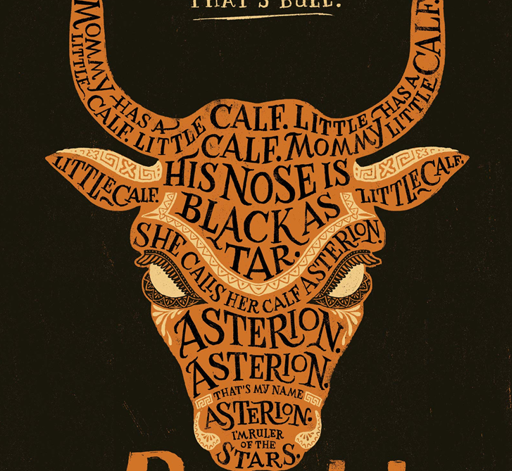 THAT'S BULL.
MOMMY HAS A LITTLE CALF. LITTLE HAS A LITTLE CALF
LITTLE CALF. LITTLE CALF. MOMMY LITTLE
LITTLE CALF.
HIS NOSE IS
LITTLE CALF.
BLACK AS
TAR.
SHE CALLS HER CALF ASTERION
ASTERION.
ASTERION.
THAT'S MY NAME
ASTERION.
I'M RULER
OF THE
STARS.